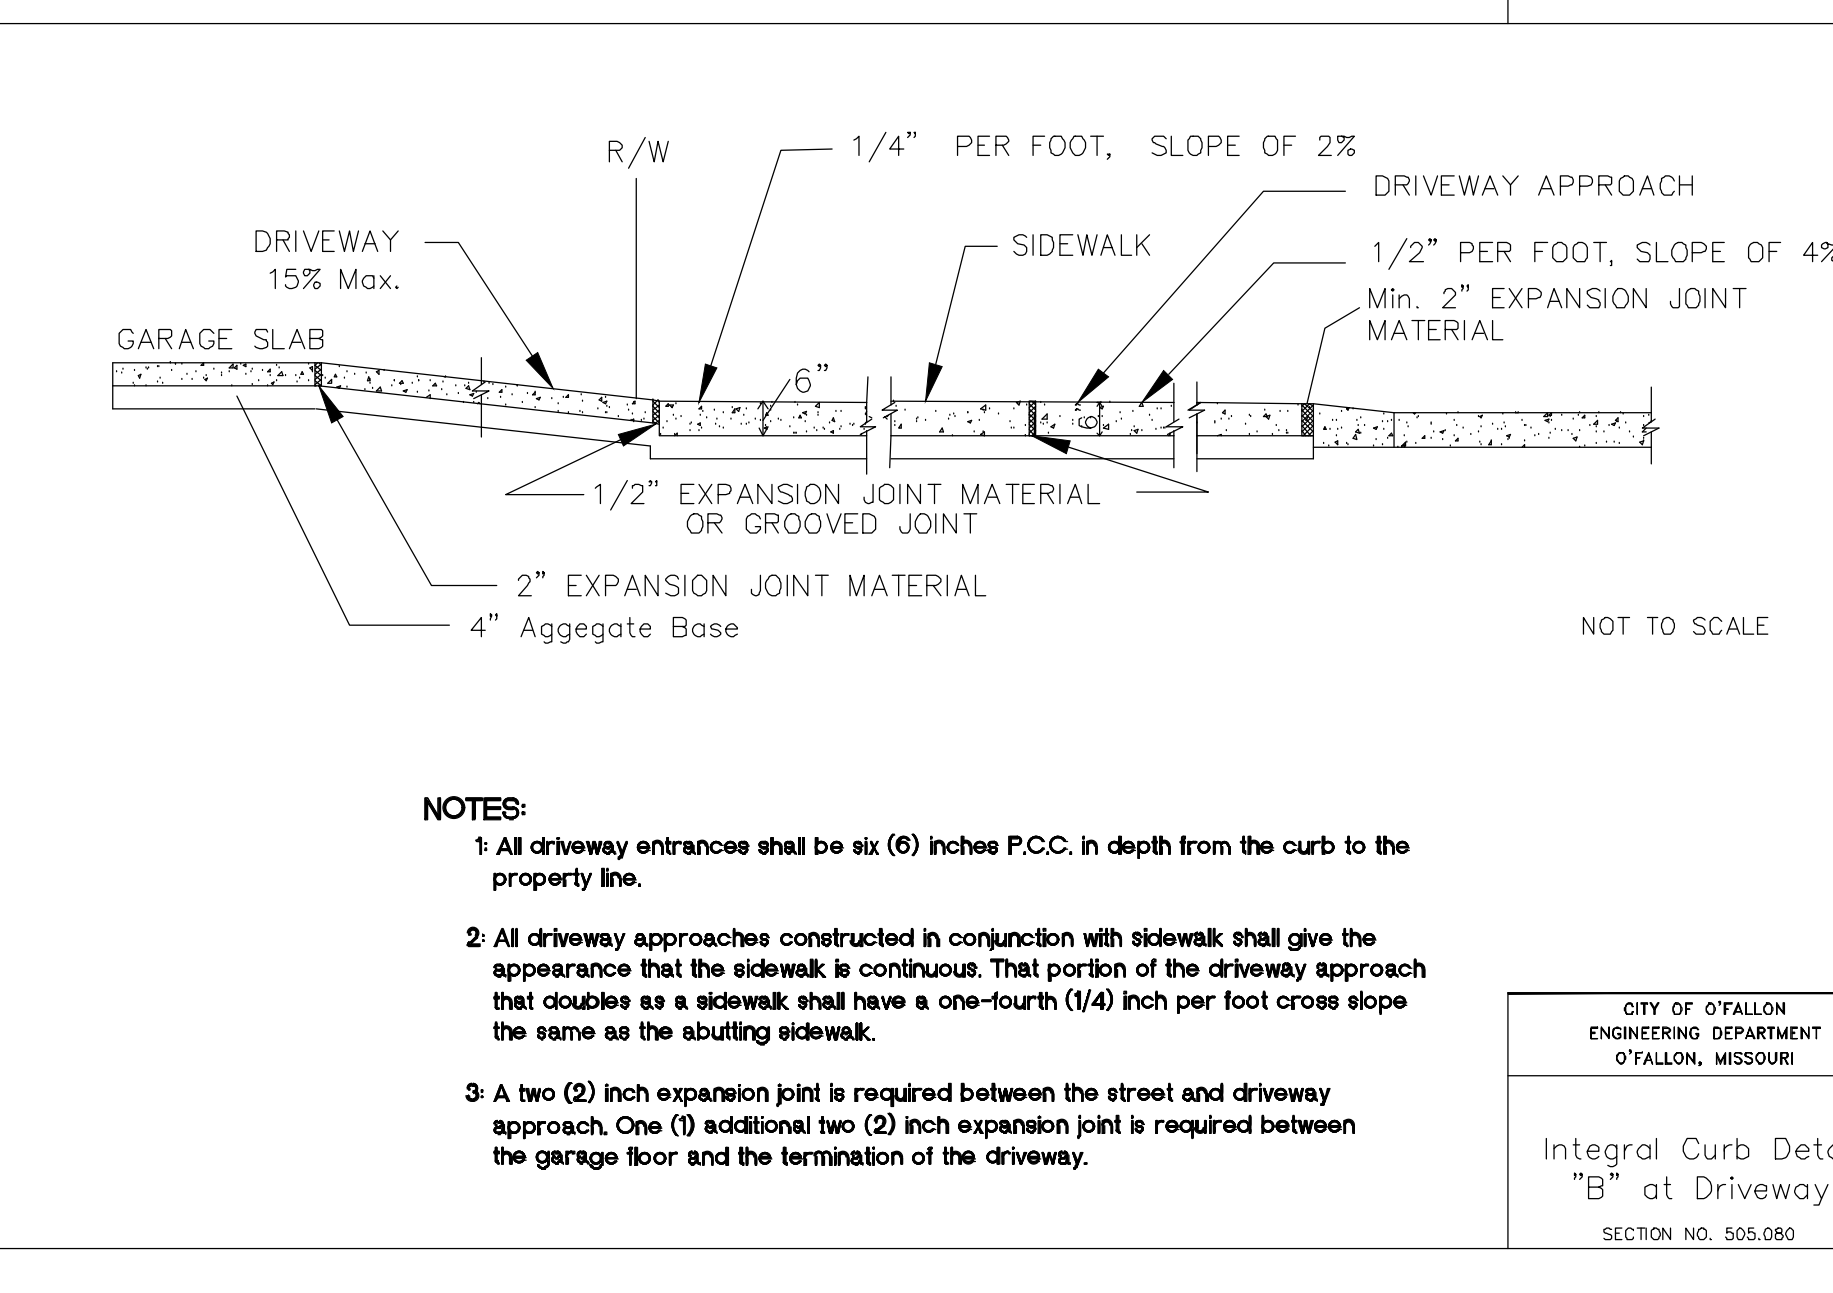 R/W
1/4" PER FOOT, SLOPE OF 2%
DRIVEWAY APPROACH
DRIVEWAY
15% Max.
SIDEWALK
1/2" PER FOOT, SLOPE OF 4%
Min. 2" EXPANSION JOINT
MATERIAL
GARAGE SLAB
6"
6
1/2" EXPANSION JOINT MATERIAL
OR GROOVED JOINT
2" EXPANSION JOINT MATERIAL
4" Aggegate Base
NOT TO SCALE
NOTES:
1: All driveway entrances shall be six (6) inches P.C.C. in depth from the curb to the
property line.
2: All driveway approaches constructed in conjunction with sidewalk shall give the
appearance that the sidewalk is continuous. That portion of the driveway approach
that doubles as a sidewalk shall have a one-fourth (1/4) inch per foot cross slope
the same as the abutting sidewalk.
3: A two (2) inch expansion joint is required between the street and driveway
approach. One (1) additional two (2) inch expansion joint is required between
the garage floor and the termination of the driveway.
CITY OF O'FALLON
ENGINEERING DEPARTMENT
O'FALLON, MISSOURI
Integral Curb
"B" at Driveway
SECTION NO. 505.080